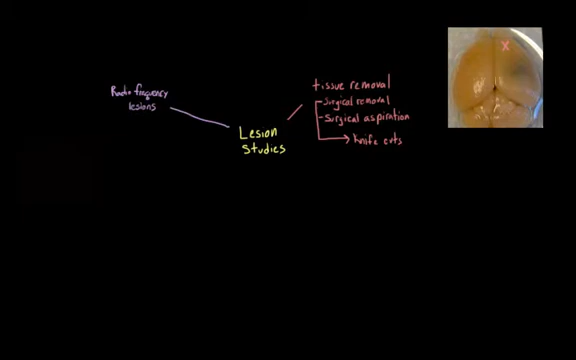 Radio frequency
lesions
Lesion
Studies
tissue removal
-Surgical removal
-Surgical aspiration
knife cuts
X